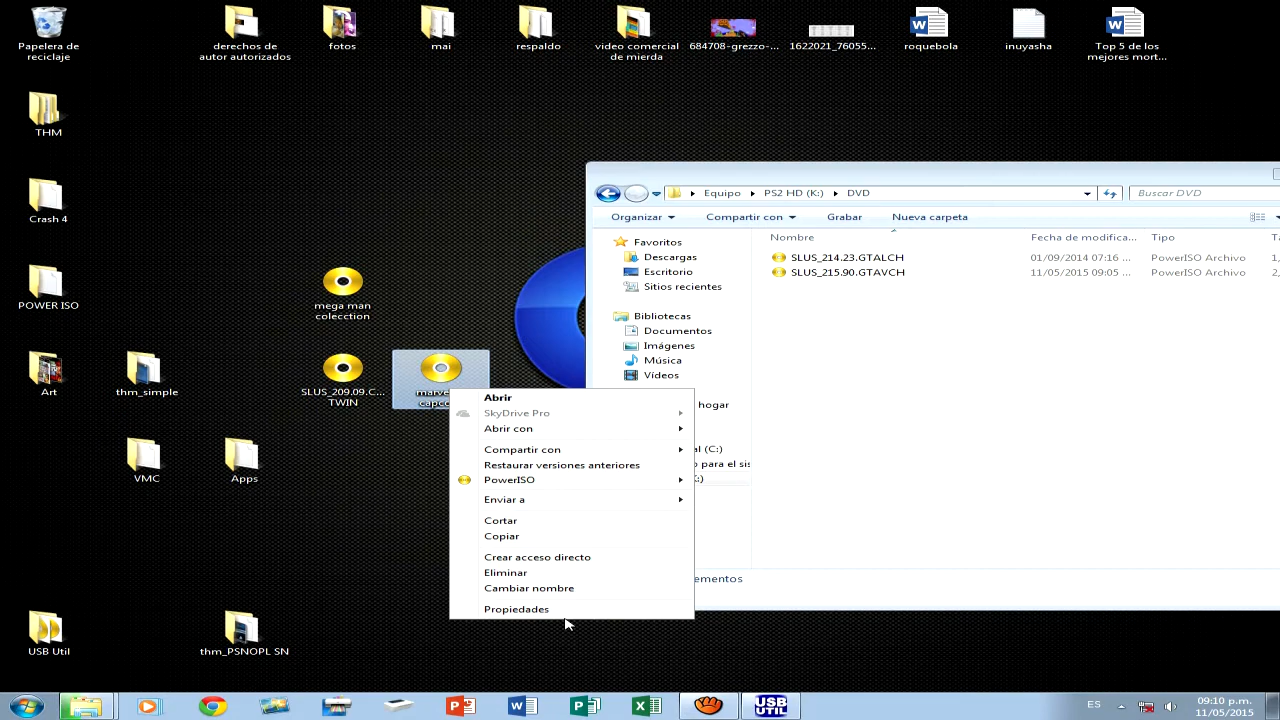 Papelera de
reciclaje
derechos de
autor autorizados
fotos
mai
respaldo
video comercial
de mierda
684708-grezzo-...
1622021_76055...
roquebola
inuyasha
Top 5 de los
mejores mort...
THM
Crash 4
POWER ISO
mega man
colecction
Art
thm_simple
SLUS_209.09.C...
TWIN
marve
capco
VMC
Apps
USB Util
thm_PSNOPL SN
Equipo
PS2 HD (K:)
DVD
Buscar DVD
Organizar
Compartir con
Grabar
Nueva carpeta
Favoritos
Descargas
Escritorio
Sitios recientes
Bibliotecas
Documentos
Imágenes
Música
Vídeos
hogar
al (C:)
o para el sis
:)
ementos
Nombre
Fecha de modifica...
Tipo
T
SLUS_214.23.GTALCH
01/09/2014 07:16 ...
PowerISO Archivo
1,
SLUS_215.90.GTAVCH
11/05/2015 09:05 ...
PowerISO Archivo
2,
Abrir
SkyDrive Pro
Abrir con
Compartir con
Restaurar versiones anteriores
PowerISO
Enviar a
Cortar
Copiar
Crear acceso directo
Eliminar
Cambiar nombre
Propiedades
USB
UTIL
ES
09:10 p.m.
11/05/2015